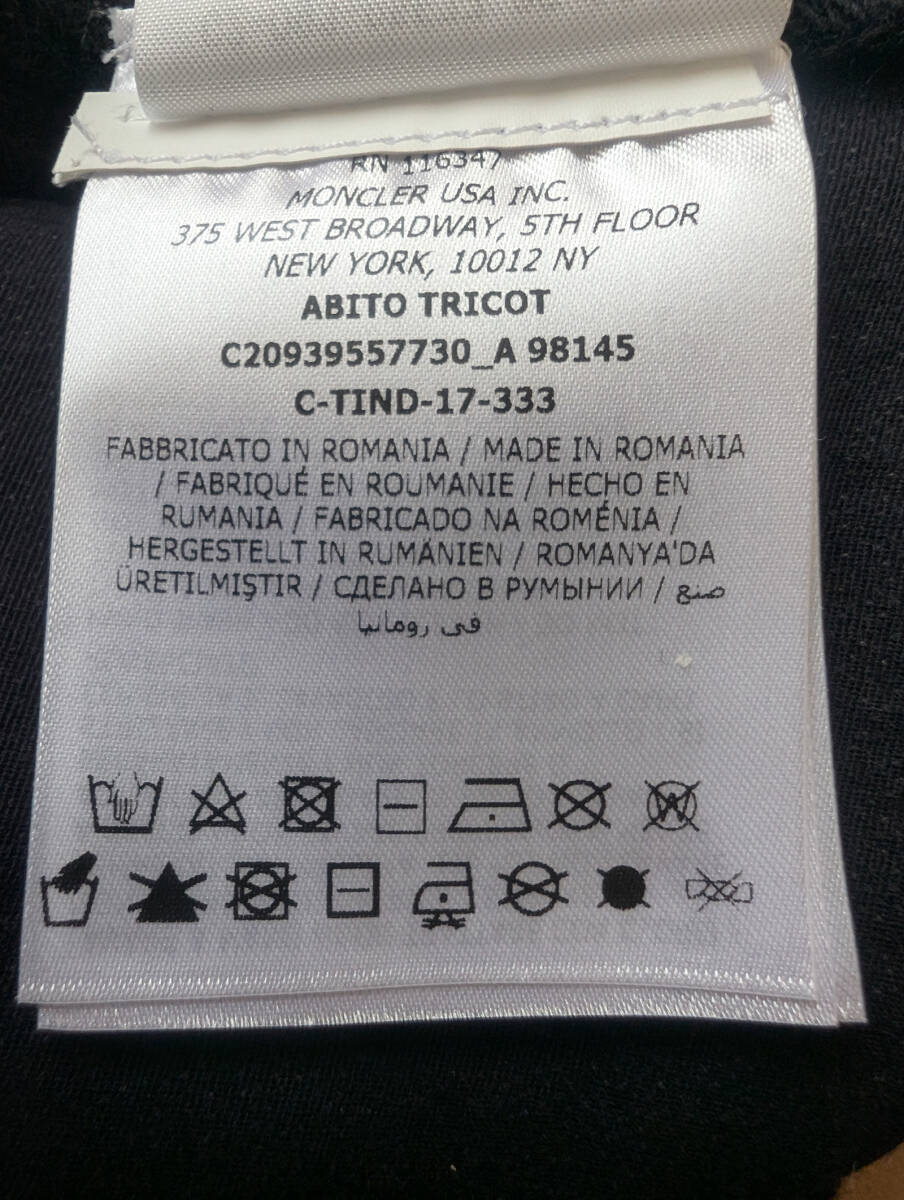 RN 116347
MONCLER USA INC.
375 WEST BROADWAY, 5TH FLOOR
NEW YORK, 10012 NY
ABITO TRICOT
C20939557730_A 98145
C-TIND-17-333
FABBRICATO IN ROMANIA / MADE IN ROMANIA
/ FABRIQUÉ EN ROUMANIE / HECHO EN
RUMANIA / FABRICADO NA ROMÉNIA /
HERGESTELLT IN RUMÄNIEN / ROMANYA'DA
ÜRETILMIŞTIR / СДЕЛАНО В РУМЫНИИ / صنع
في رومانيا
W